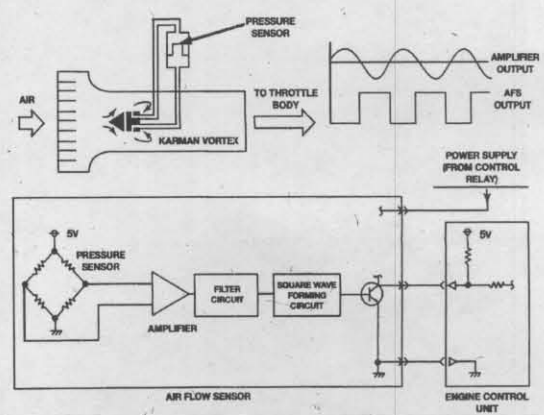 PRESSURE
SENSOR
AIR
KARMAN VORTEX
TO THROTTLE
BODY
AMPLIFIER
OUTPUT
AFS
OUTPUT
POWER SUPPLY
(FROM CONTROL
RELAY)
5V
PRESSURE
SENSOR
AMPLIFIER
FILTER
CIRCUIT
SQUARE WAVE
FORMING
CIRCUIT
5V
AIR FLOW SENSOR
ENGINE CONTROL
UNIT